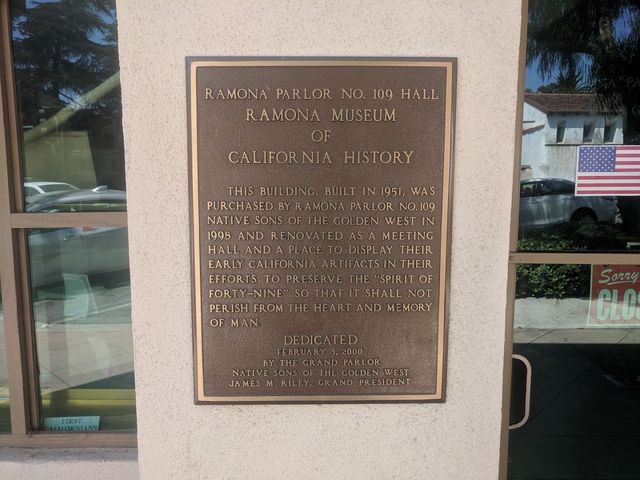 RAMONA PARLOR NO. 109 HALL
RAMONA MUSEUM
OF
CALIFORNIA HISTORY
THIS BUILDING, BUILT IN 1951, WAS
PURCHASED BY RAMONA PARLOR NO.109
NATIVE SONS OF THE GOLDEN WEST IN
1998 AND RENOVATED AS A MEETING
HALL AND A PLACE TO DISPLAY THEIR
EARLY CALIFORNIA ARTIFACTS IN THEIR
EFFORTS TO PRESERVE THE "SPIRIT OF
FORTY-NINE" SO THAT IT SHALL NOT
PERISH FROM THE HEART AND MEMORY
OF MAN.
DEDICATED
FEBRUARY 3, 2000
BY THE GRAND PARLOR
NATIVE SONS OF THE GOLDEN WEST
JAMES M. RILEY, GRAND PRESIDENT
FIRST
CALIFORNIANS
Sorry
CLO